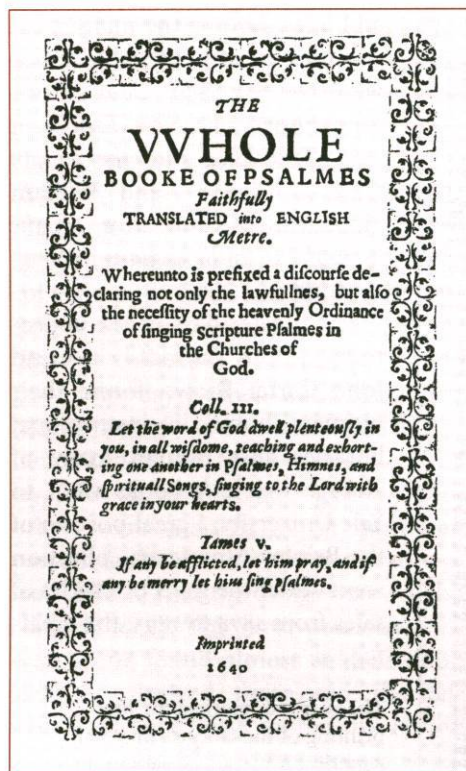 THE
VVHOLE
BOOKE OF PSALMES
Faithfully
TRANSLATED into ENGLISH
Metre.
Whereunto is prefixed a discourse de-
claring not only the lawfullnes, but also
the necessity of the heavenly Ordinance
of singing Scripture Psalmes in
the Churches of
God.
Coll. III.
Let the word of God dwell plenteously in
you, in all wisdome, teaching and exhort-
ing one another in Psalmes, Himnes, and
spirituall Songs, singing to the Lord with
grace in your hearts.
Iames v.
If any be afflicted, let him pray, and if
any be merry let him sing psalmes.
Imprinted
1640